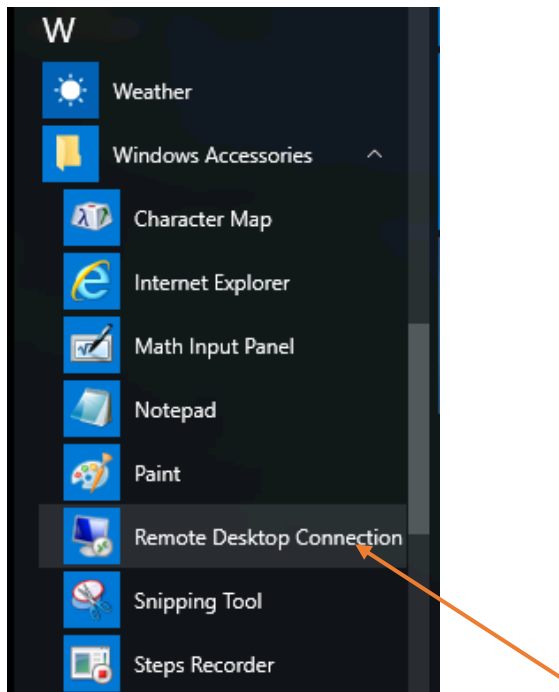 W
Weather
Windows Accessories
Character Map
Internet Explorer
Math Input Panel
Notepad
Paint
Remote Desktop Connection
Snipping Tool
Steps Recorder